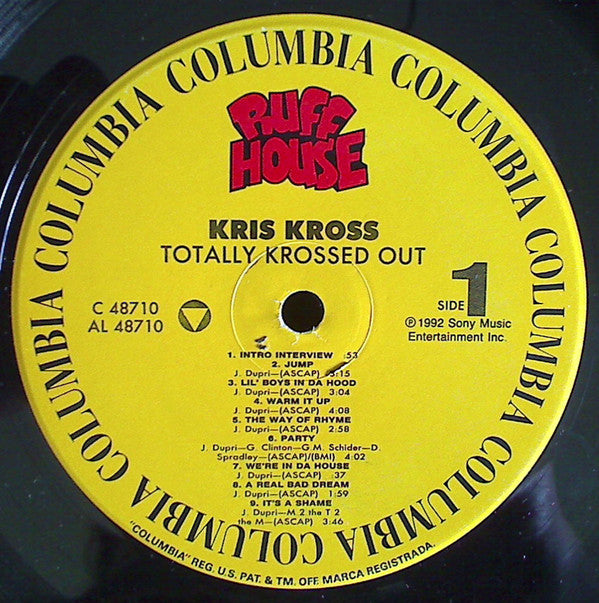 COLUMBIA COLUMBIA COLUMBIA COLUMBIA COLUMBIA COLUMBIA COLUMBIA COLUMBIA
RUFF
HOUSE
KRIS KROSS
TOTALLY KROSSED OUT
C 48710
AL 48710
SIDE 1
℗ 1992 Sony Music
Entertainment Inc.
1. INTRO INTERVIEW :53
2. JUMP
J. Dupri—(ASCAP) 3:15
3. LIL' BOYS IN DA HOOD
J. Dupri—(ASCAP) 3:04
4. WARM IT UP
J. Dupri—(ASCAP) 4:08
5. THE WAY OF RHYME
J. Dupri—(ASCAP) 2:58
6. PARTY
J. Dupri—G. Clinton—G.M. Schider—D.
Spradley—(ASCAP)/(BMI) 4:02
7. WE'RE IN DA HOUSE
J. Dupri—(ASCAP) :37
8. A REAL BAD DREAM
J. Dupri—(ASCAP) 1:59
9. IT'S A SHAME
J. Dupri—M 2 the T 2
the M—(ASCAP) 3:46
"COLUMBIA" REG. U.S. PAT. & TM. OFF. MARCA REGISTRADA.